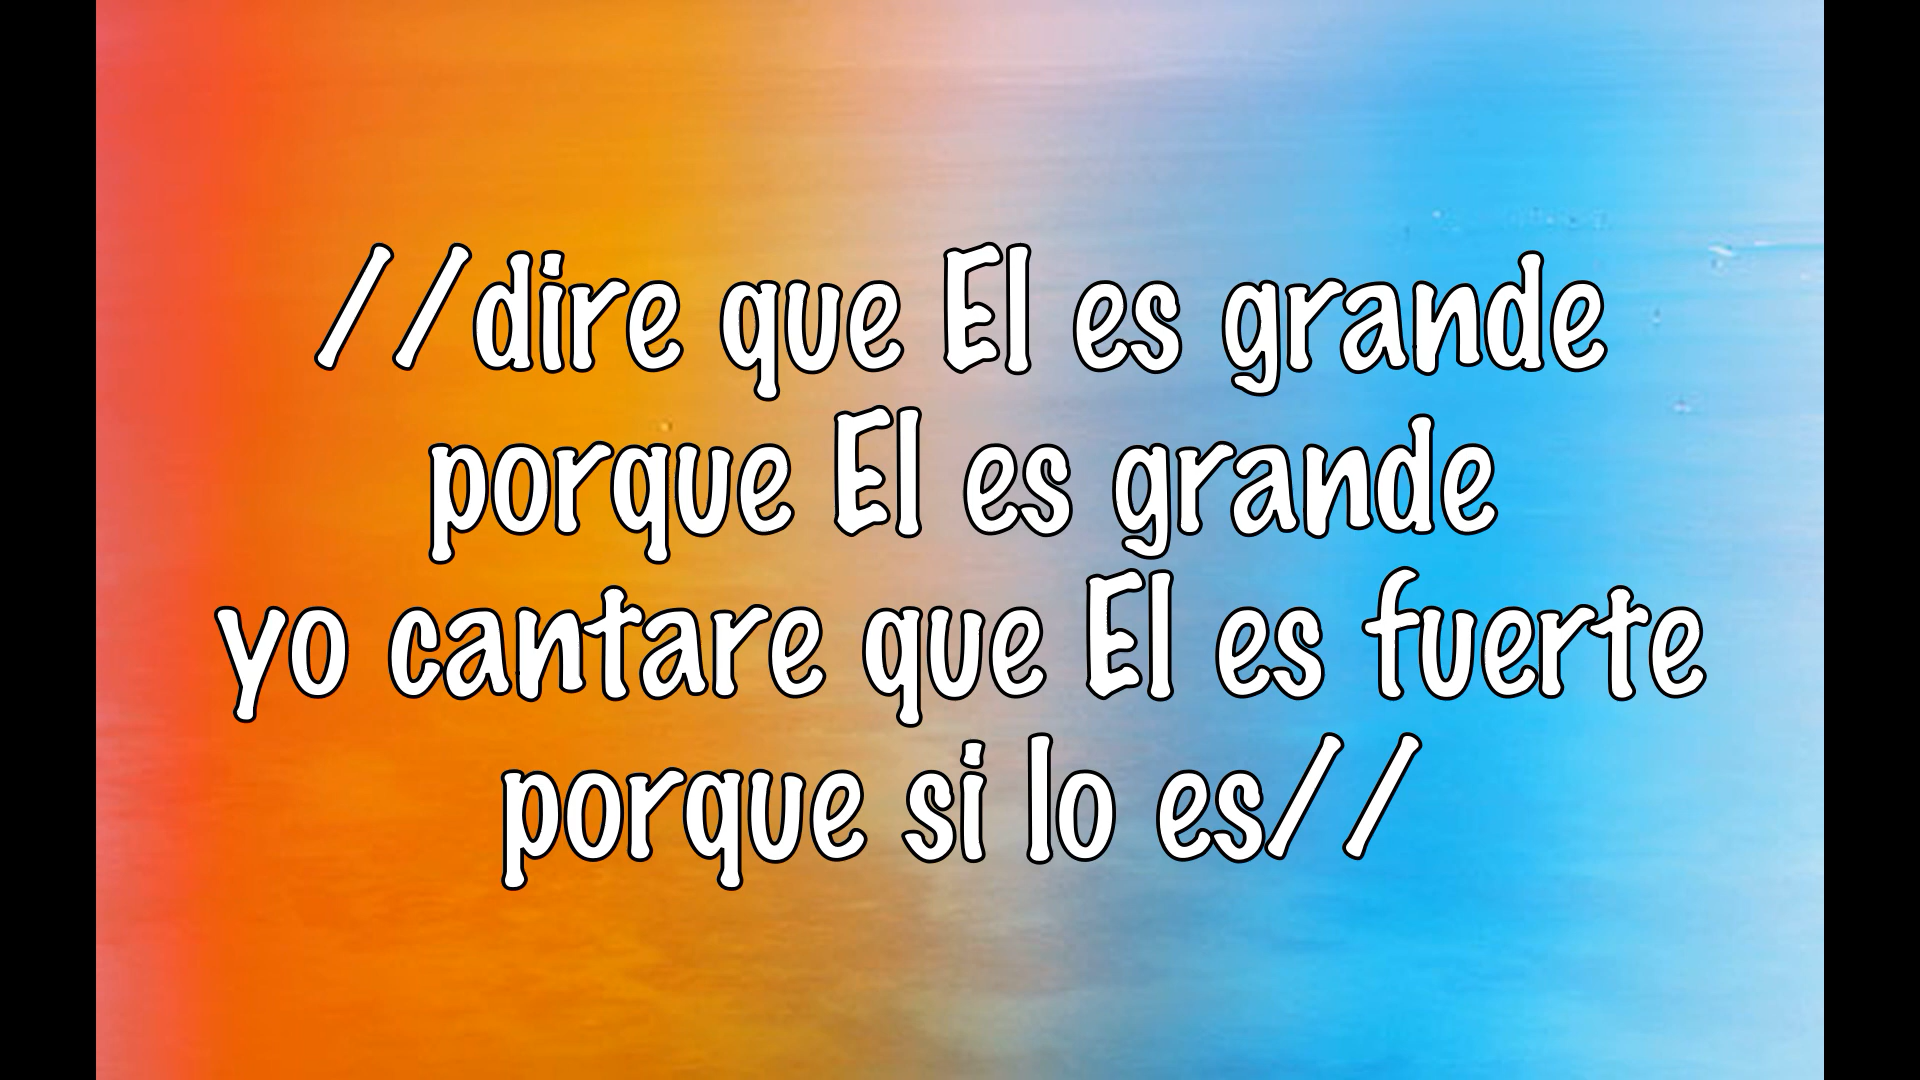 //dire que El es grande
porque El es grande
yo cantare que El es fuerte
porque si lo es//